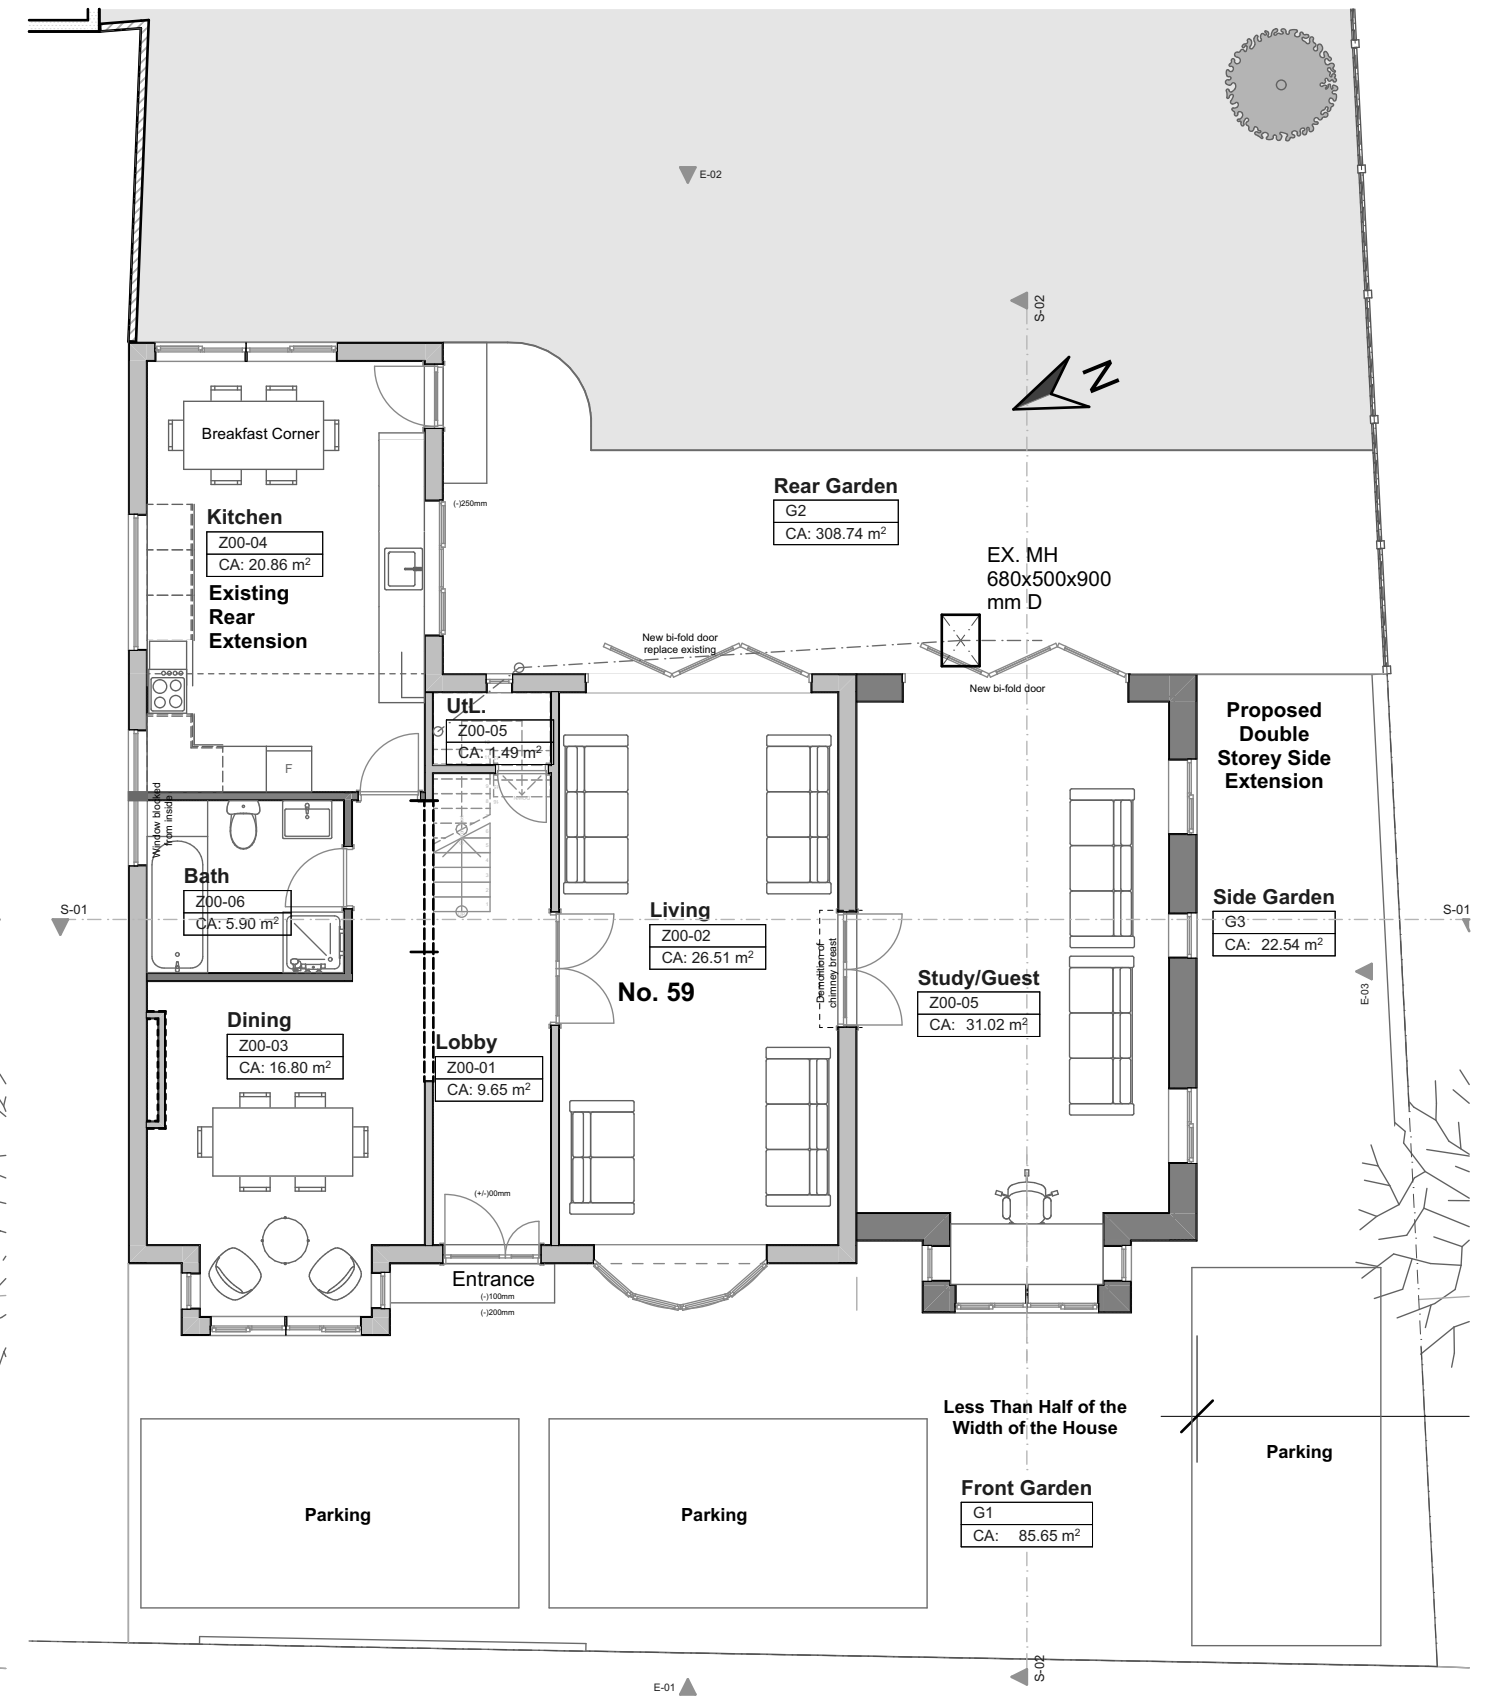 E-02
S-02
N
Breakfast Corner
Rear Garden
G2
CA: 308.74 m²
(-)250mm
Kitchen
Z00-04
CA: 20.86 m²
Existing
Rear
Extension
EX. MH
680x500x900
mm D
New bi-fold door
replace existing
New bi-fold door
UtL.
Z00-05
CA: 1.49 m²
Proposed
Double
Storey Side
Extension
F
Window blocked
from inside
Bath
Z00-06
CA: 5.90 m²
S-01
S-01
Living
Z00-02
CA: 26.51 m²
No. 59
Demolition of
chimney breast
Side Garden
G3
CA: 22.54 m²
E-03
Study/Guest
Z00-05
CA: 31.02 m²
Dining
Z00-03
CA: 16.80 m²
Lobby
Z00-01
CA: 9.65 m²
(+/-)00mm
Entrance
(-)100mm
(-)200mm
Less Than Half of the
Width of the House
Parking
Parking
Parking
Front Garden
G1
CA: 85.65 m²
S-02
E-01